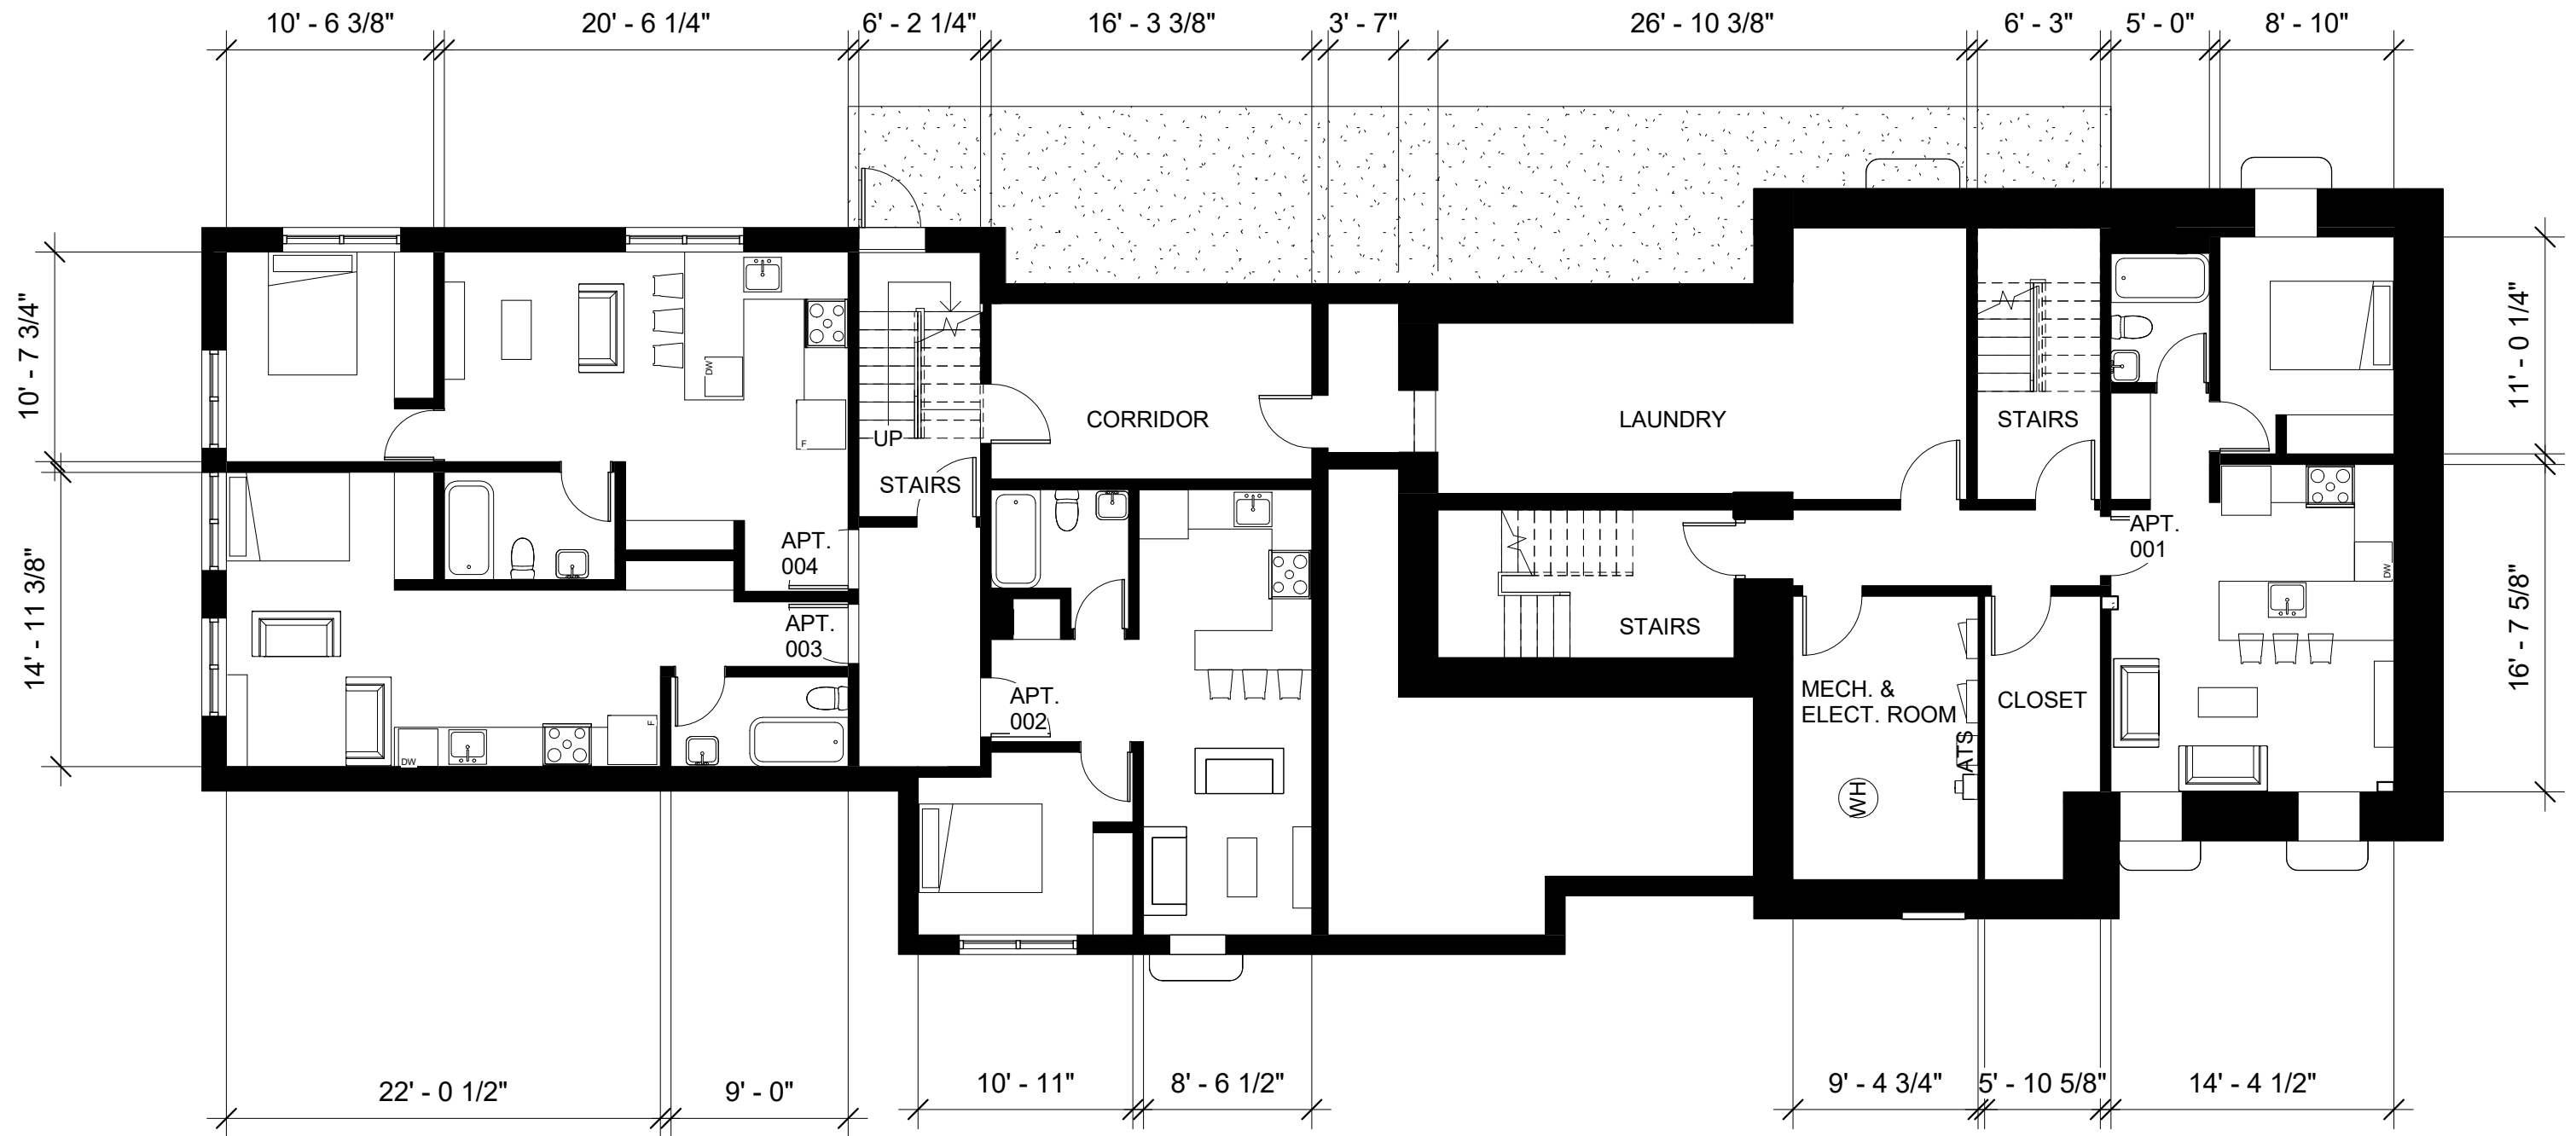 10' - 6 3/8"
20' - 6 1/4"
6' - 2 1/4"
16' - 3 3/8"
3' - 7"
26' - 10 3/8"
6' - 3"
5' - 0"
8' - 10"
10' - 7 3/4"
11' - 0 1/4"
DW
F
UP
CORRIDOR
LAUNDRY
STAIRS
STAIRS
APT.
004
APT.
001
14' - 11 3/8"
16' - 7 5/8"
DW
APT.
003
STAIRS
APT.
002
MECH. &
ELECT. ROOM
CLOSET
F
DW
ATS
WH
22' - 0 1/2"
9' - 0"
10' - 11"
8' - 6 1/2"
9' - 4 3/4"
5' - 10 5/8"
14' - 4 1/2"